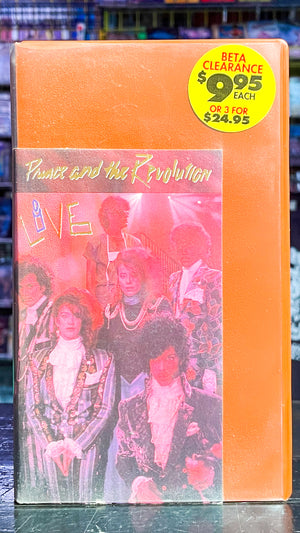 BETA
CLEARANCE
$9.95
EACH
OR 3 FOR
$24.95
Prince and the Revolution
LIVE